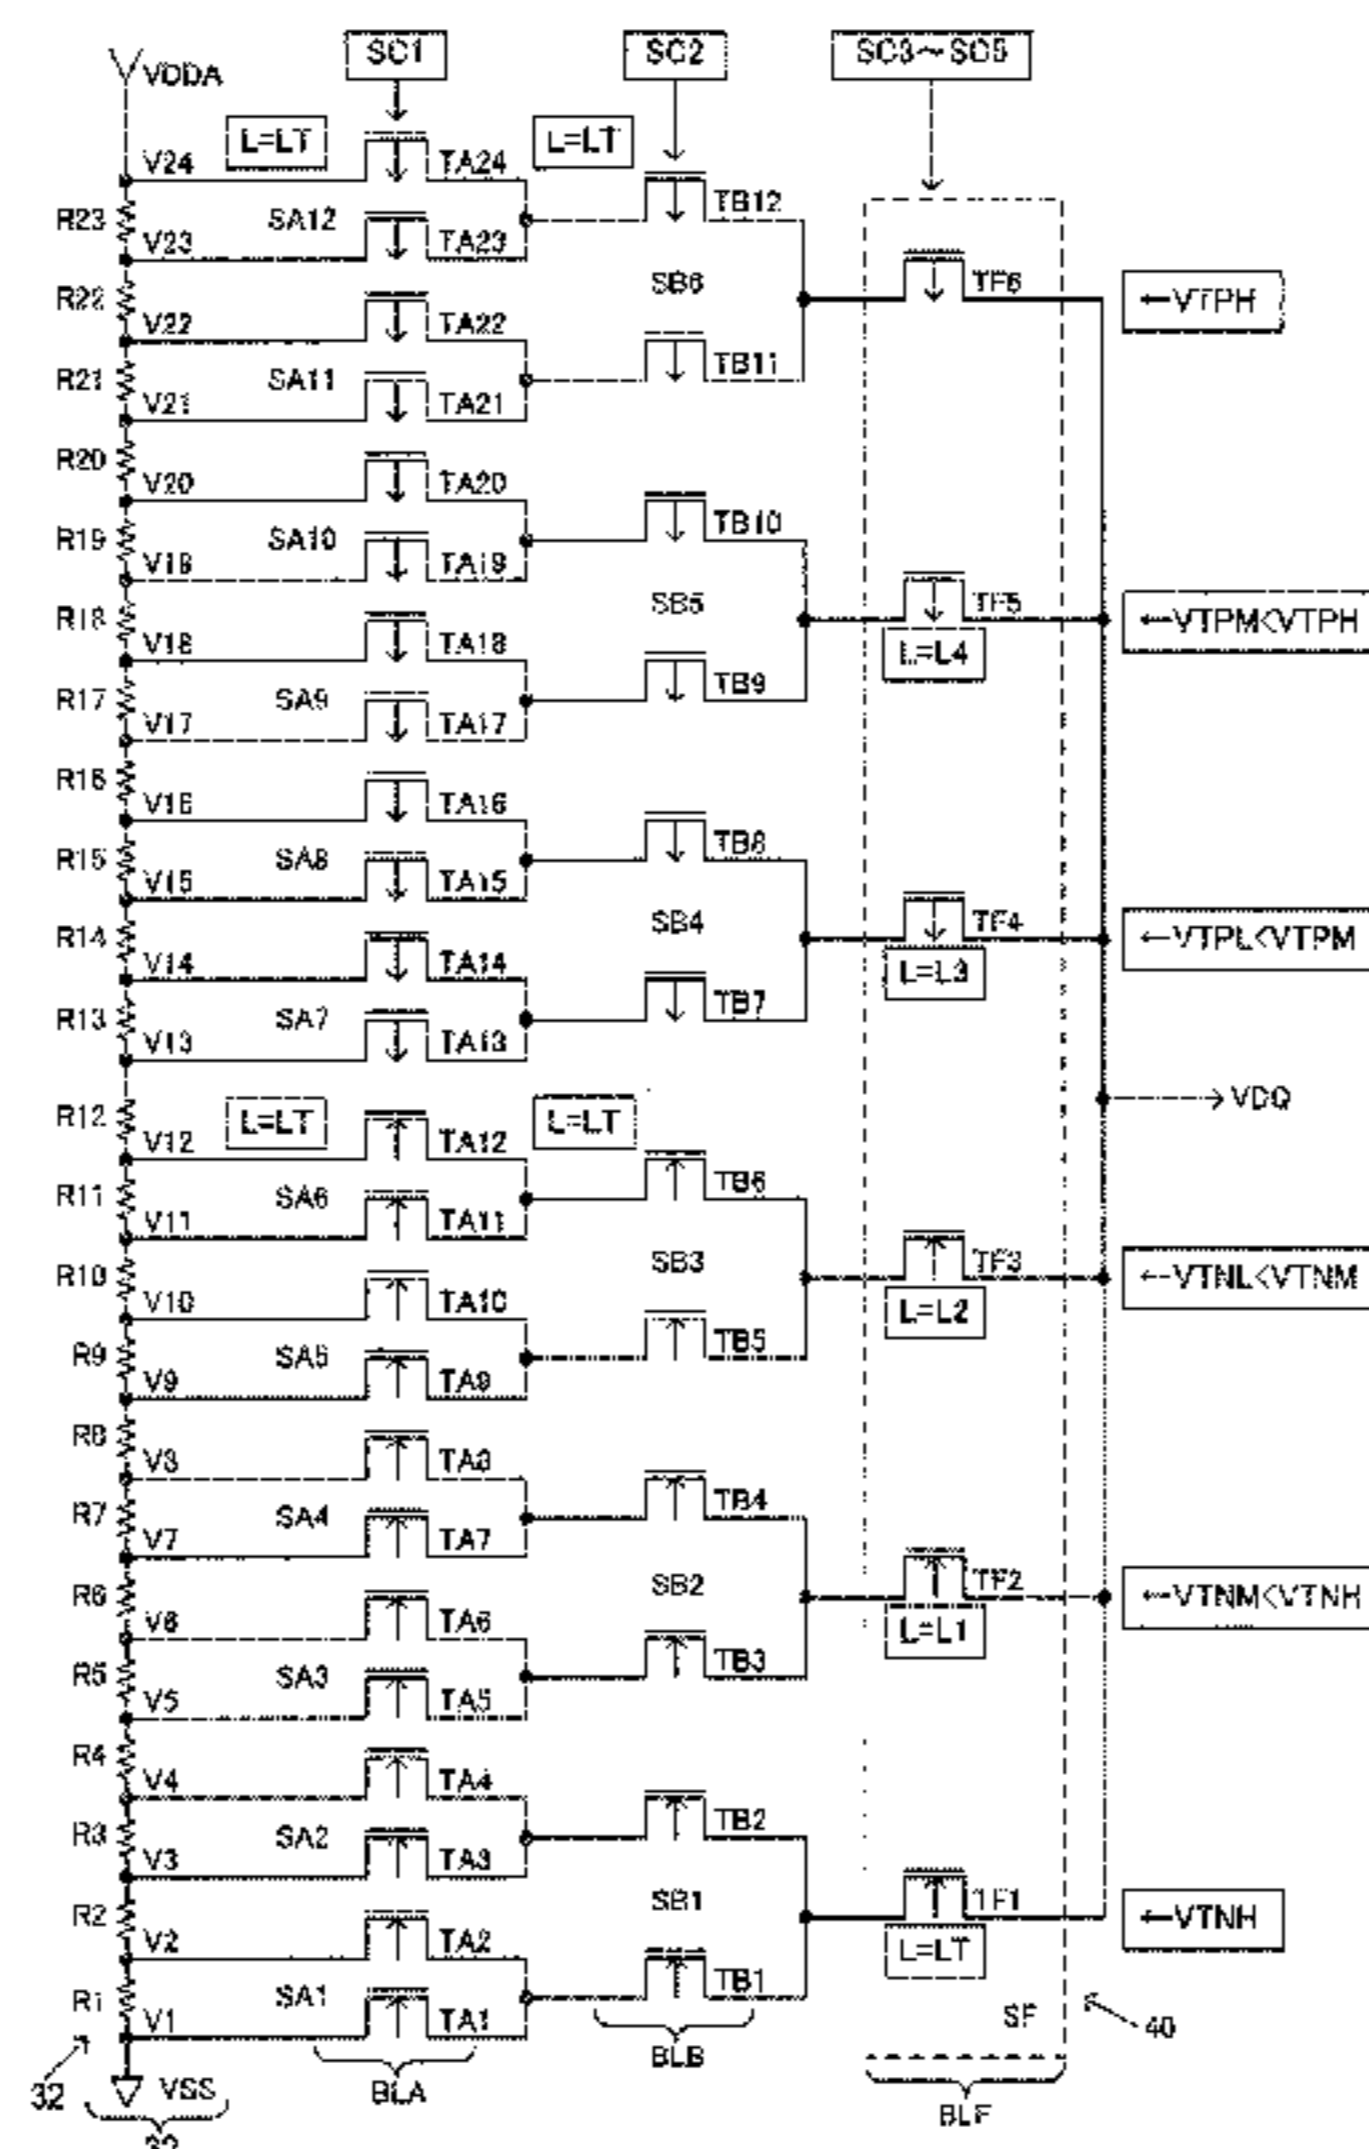 SC1 SC2 SC3~SC5
VDDA
L=LT L=LT
V24 TA24
R23 SA12 TB12
V23 TA23
R22 SB6 TF6 ←VTPH
V22 TA22
R21 SA11 TB11
V21 TA21
R20
V20 TA20
R19 SA10 TB10
V19 TA19
R18 SB5 TF5 ←VTPM<VTPH
V18 TA18 L=L4
R17 SA9 TB9
V17 TA17
R16
V16 TA16
R15 SA8 TB8
V15 TA15
R14 SB4 TF4 ←VTPL<VTPM
V14 TA14 L=L3
R13 SA7 TB7
V13 TA13
VDQ
R12 L=LT L=LT
V12 TA12
R11 SA6 TB6
V11 TA11
R10 SB3 TF3 ←VTNL<VTNM
V10 TA10 L=L2
R9 SA5 TB5
V9 TA9
R8
V8 TA8
R7 SA4 TB4
V7 TA7
R6 SB2 TF2 ←VTNM<VTNH
V6 TA6 L=L1
R5 SA3 TB3
V5 TA5
R4
V4 TA4
R3 SA2 TB2
V3 TA3
R2 SB1 TF1 ←VTNH
V2 TA2 L=LT
R1 SA1 TB1
V1 TA1 SF 40
32 VSS BLA BLB BLF
32